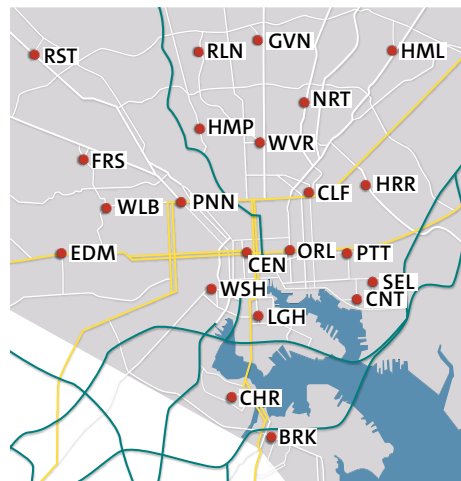 GVN
RLN
HML
RST
NRT
HMP
WVR
FRS
HRR
CLF
PNN
WLB
ORL
EDM
PTT
CEN
SEL
WSH
CNT
LGH
CHR
BRK